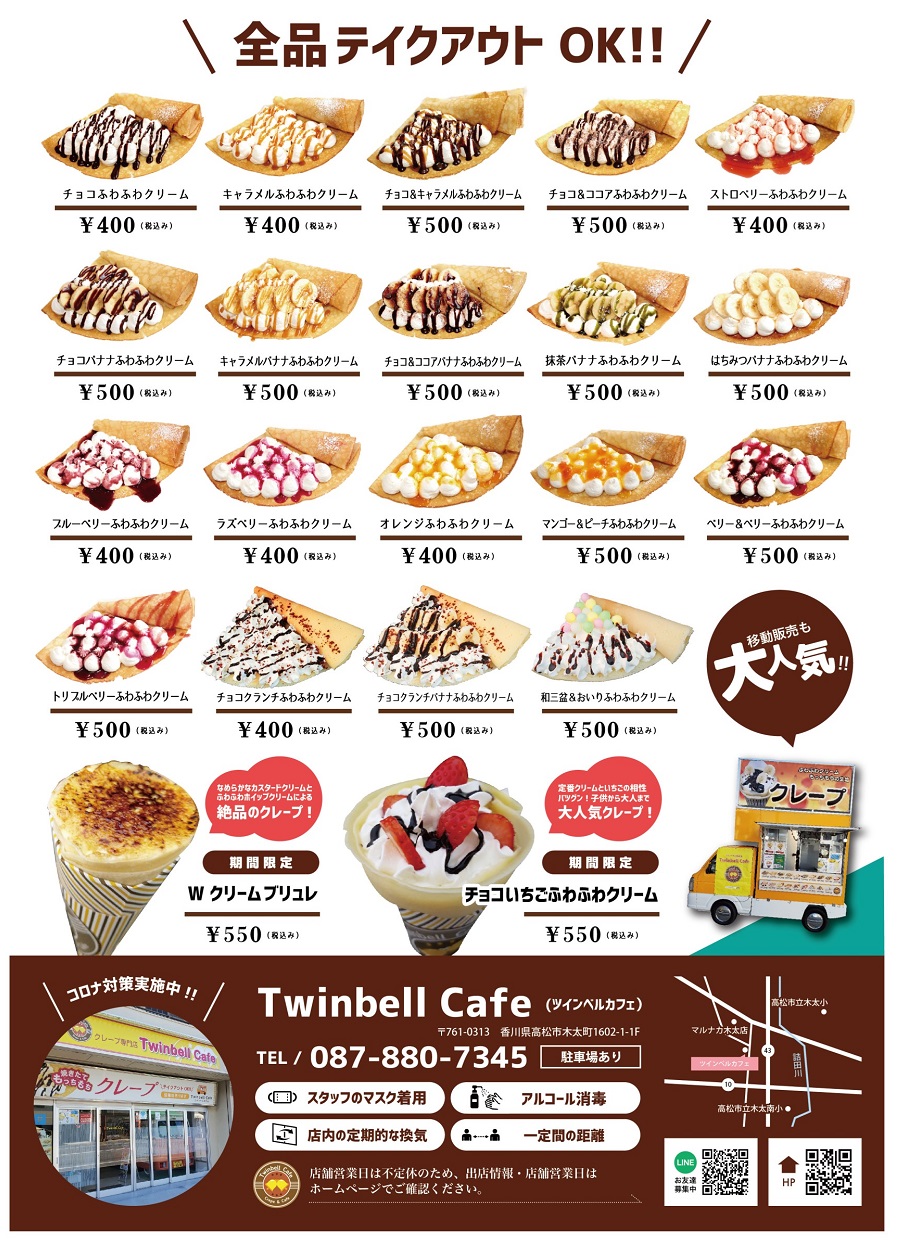 全品テイクアウト OK!!
チョコふわふわクリーム
¥400（税込み）
キャラメルふわふわクリーム
¥400（税込み）
チョコ&キャラメルふわふわクリーム
¥500（税込み）
チョコ&ココアふわふわクリーム
¥500（税込み）
ストロベリーふわふわクリーム
¥400（税込み）
チョコバナナふわふわクリーム
¥500（税込み）
キャラメルバナナふわふわクリーム
¥500（税込み）
チョコ&ココアバナナふわふわクリーム
¥500（税込み）
抹茶バナナふわふわクリーム
¥500（税込み）
はちみつバナナふわふわクリーム
¥500（税込み）
ブルーベリーふわふわクリーム
¥400（税込み）
ラズベリーふわふわクリーム
¥400（税込み）
オレンジふわふわクリーム
¥400（税込み）
マンゴー&ピーチふわふわクリーム
¥500（税込み）
ベリー&ベリーふわふわクリーム
¥500（税込み）
トリプルベリーふわふわクリーム
¥500（税込み）
チョコクランチふわふわクリーム
¥400（税込み）
チョコクランチバナナふわふわクリーム
¥500（税込み）
和三盆&おいりふわふわクリーム
¥500（税込み）
移動販売も
大人気!!
なめらかなカスタードクリームと
ふわふわホイップクリームによる
絶品のクレープ！
期間限定
W クリームブリュレ
¥550（税込み）
定番クリームといちごの相性
バツグン！子供から大人まで
大人気クレープ！
期間限定
チョコいちごふわふわクリーム
¥550（税込み）
クレープ
Twinbell Cafe
コロナ対策実施中!!
クレープ専門店 Twinbell Cafe
焼きたて
もっちもち
クレープ
Twinbell Cafe（ツインベルカフェ）
〒761-0313 香川県高松市木太町1602-1-1F
TEL / 087-880-7345
駐車場あり
スタッフのマスク着用
アルコール消毒
店内の定期的な換気
一定間の距離
Twinbell Cafe
Crepe & Cafe
店舗営業日は不定休のため、出店情報・店舗営業日は
ホームページでご確認ください。
高松市立木太小
マルナカ木太店
ツインベルカフェ
43
詰田川
10
高松市立木太南小
LINE
お友達
募集中
HP